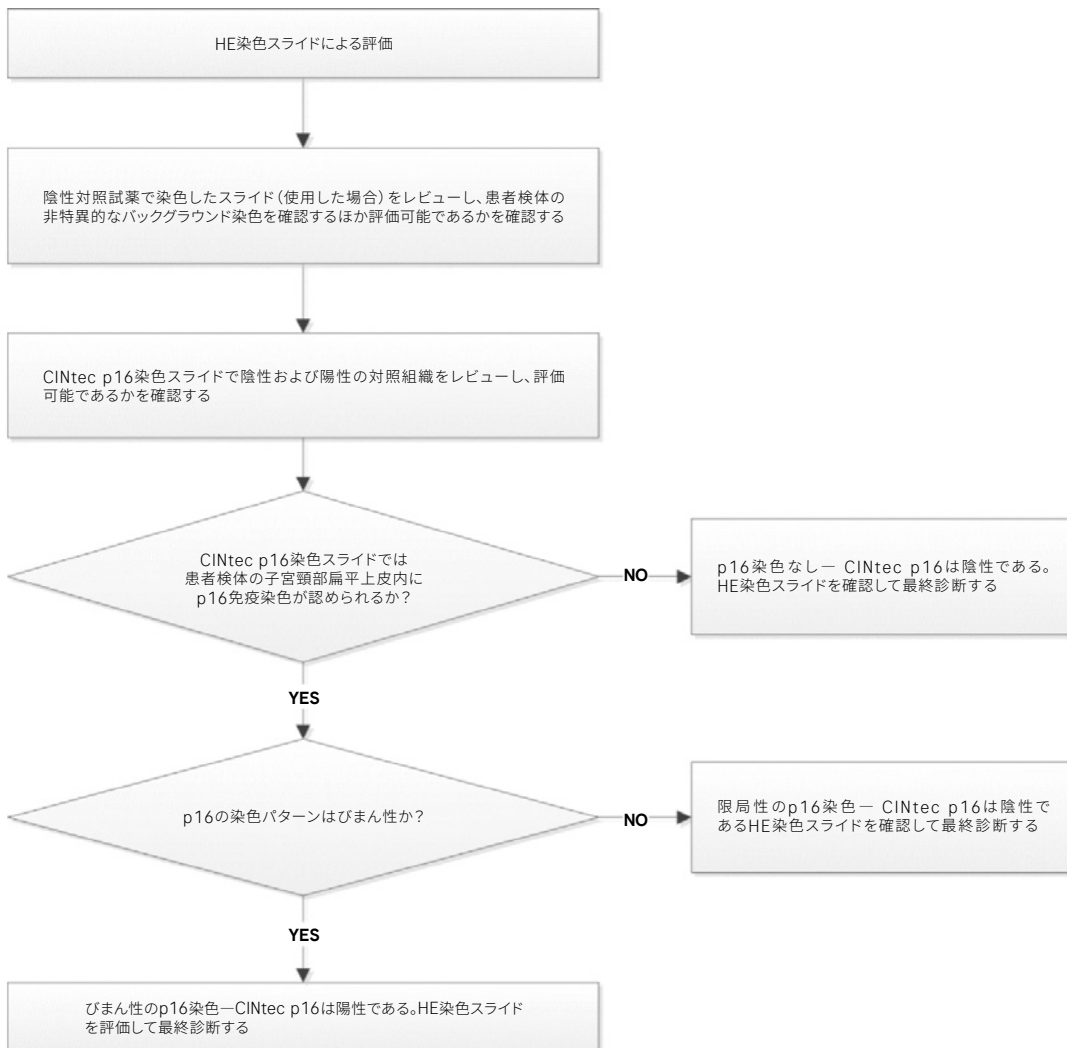 HE染色スライドによる評価
陰性対照試薬で染色したスライド(使用した場合)をレビューし、患者検体の
非特異的なバックグラウンド染色を確認するほか評価可能であるかを確認する
CINtec p16染色スライドで陰性および陽性の対照組織をレビューし、評価
可能であるかを確認する
CINtec p16染色スライドでは
患者検体の子宮頸部扁平上皮内に
p16免疫染色が認められるか?
NO
p16染色なし— CINtec p16は陰性である。
HE染色スライドを確認して最終診断する
YES
p16の染色パターンはびまん性か?
NO
限局性のp16染色— CINtec p16は陰性で
あるHE染色スライドを確認して最終診断する
YES
びまん性のp16染色—CINtec p16は陽性である。HE染色スライド
を評価して最終診断する